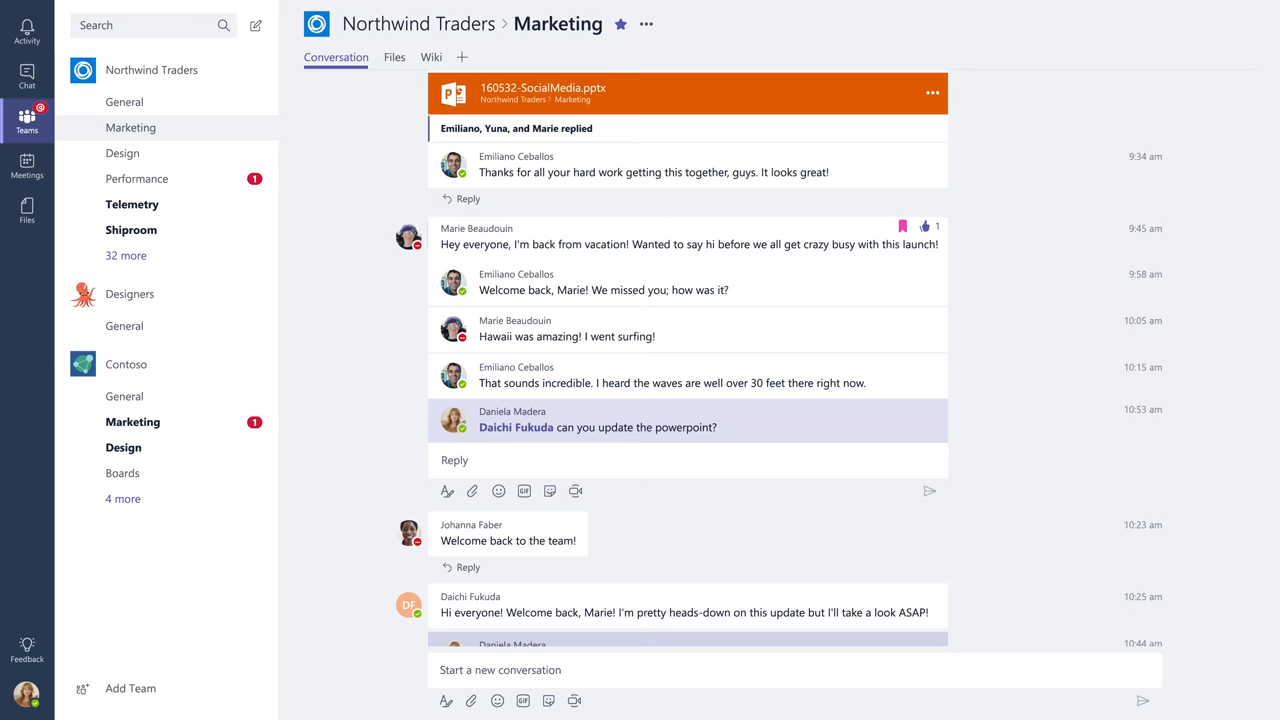 Activity
Chat
@
Teams
Meetings
Files
Feedback
Search
Northwind Traders
General
Marketing
Design
Performance 1
Telemetry
Shiproom
32 more
Designers
General
Contoso
General
Marketing 1
Design
Boards
4 more
Add Team
Northwind Traders > Marketing
Conversation Files Wiki
P
160532-SocialMedia.pptx
Northwind Traders > Marketing
Emiliano, Yuna, and Marie replied
Emiliano Ceballos 9:34 am
Thanks for all your hard work getting this together, guys. It looks great!
Reply
Marie Beaudouin 1 9:45 am
Hey everyone, I'm back from vacation! Wanted to say hi before we all get crazy busy with this launch!
Emiliano Ceballos 9:58 am
Welcome back, Marie! We missed you; how was it?
Marie Beaudouin 10:05 am
Hawaii was amazing! I went surfing!
Emiliano Ceballos 10:15 am
That sounds incredible. I heard the waves are well over 30 feet there right now.
Daniela Madera 10:53 am
Daichi Fukuda can you update the powerpoint?
Reply
GIF
Johanna Faber 10:23 am
Welcome back to the team!
Reply
DF
Daichi Fukuda 10:25 am
Hi everyone! Welcome back, Marie! I'm pretty heads-down on this update but I'll take a look ASAP!
Daniela Madera 10:44 am
Start a new conversation
GIF